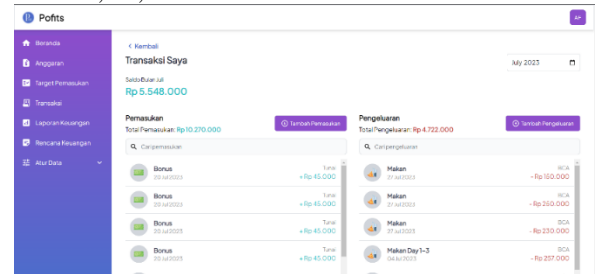 Pofits
AF
Beranda
Anggaran
Target Pemasukan
Transaksi
Laporan Keuangan
Rencana Keuangan
Atur Data
< Kembali
Transaksi Saya
July 2023
Saldo Bulan Juli
Rp 5.548.000
Pemasukan
Total Pemasukan: Rp 10.270.000
Tambah Pemasukan
Cari pemasukan
Bonus
20 Jul 2023
Tunai
+ Rp 45.000
Bonus
20 Jul 2023
Tunai
+ Rp 45.000
Bonus
20 Jul 2023
Tunai
+ Rp 45.000
Bonus
20 Jul 2023
Tunai
+ Rp 45.000
Pengeluaran
Total Pengeluaran: Rp 4.722.000
Tambah Pengeluaran
Cari pengeluaran
Makan
27 Jul 2023
BCA
- Rp 160.000
Makan
27 Jul 2023
BCA
- Rp 260.000
Makan
27 Jul 2023
BCA
- Rp 230.000
Makan Day 1-3
04 Jul 2023
BCA
- Rp 257.000